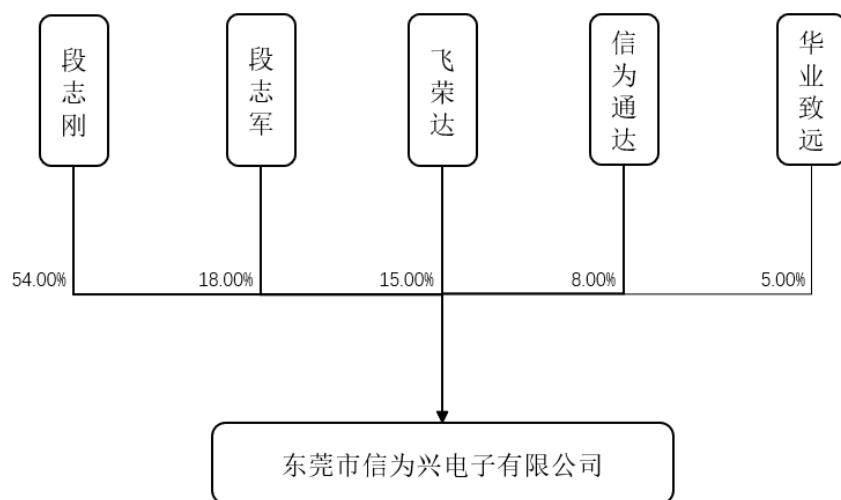 段志刚
段志军
飞荣达
信为通达
华业致远
54.00%
18.00%
15.00%
8.00%
5.00%
东莞市信为兴电子有限公司